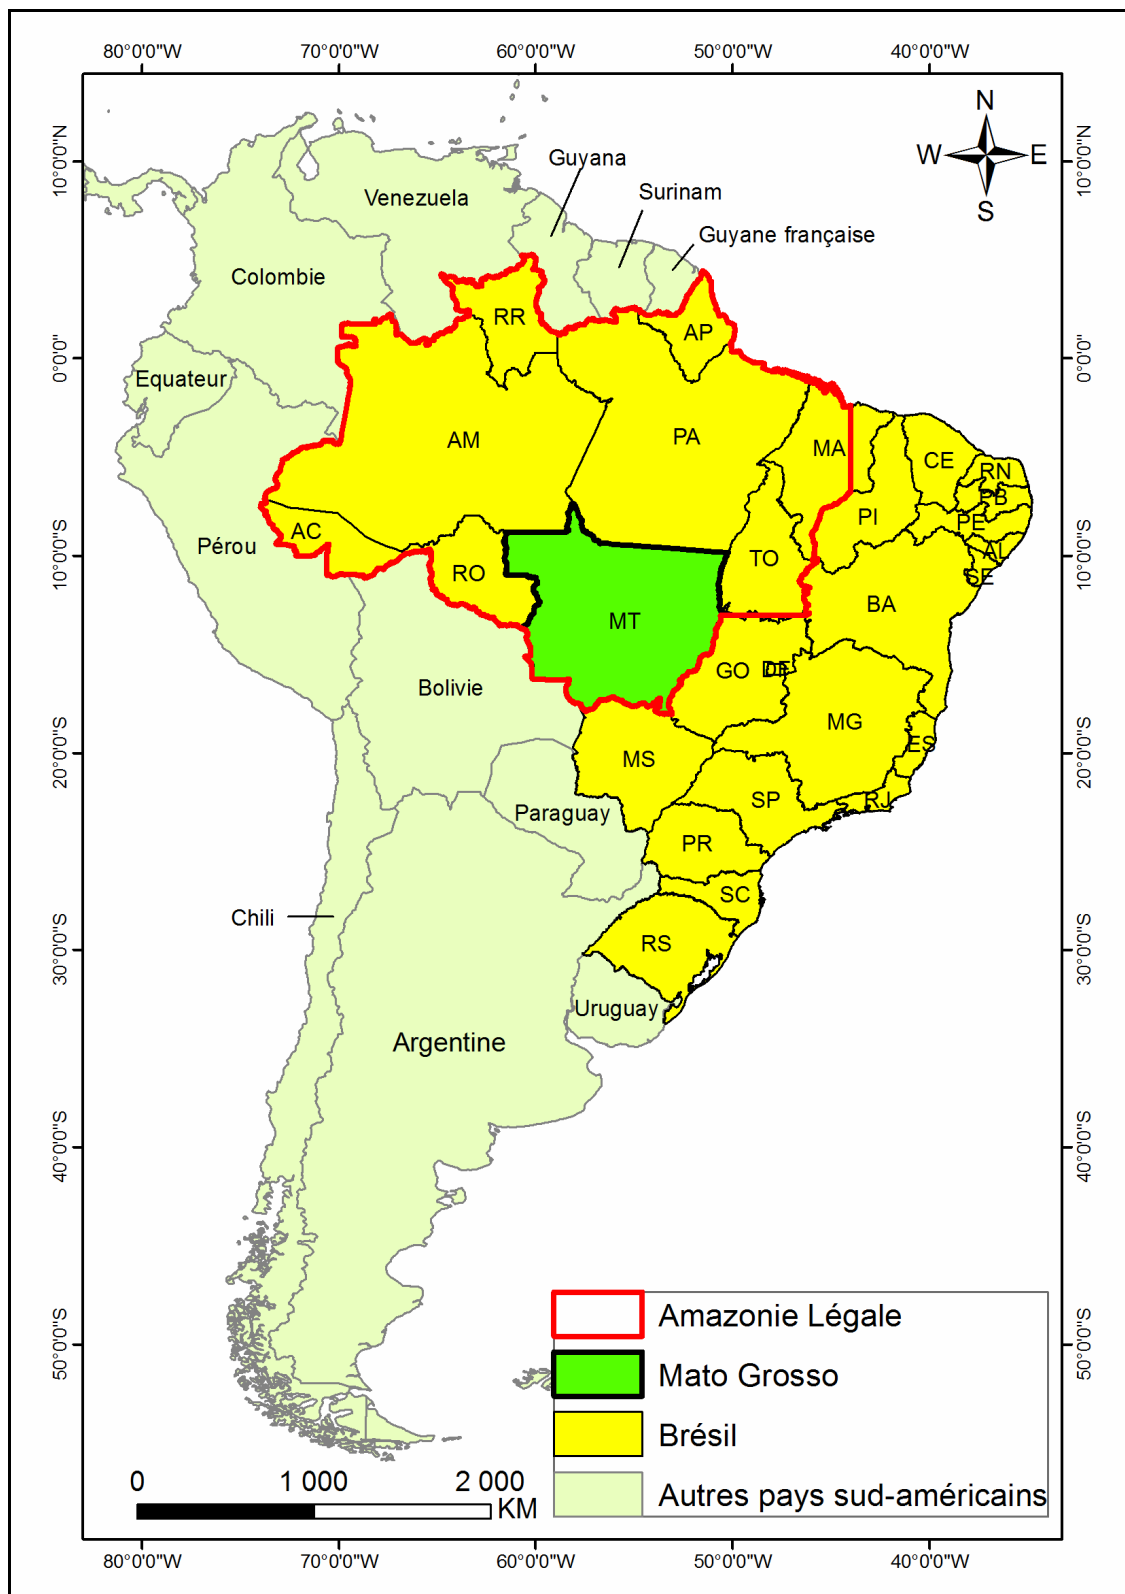 80°0'0"W 70°0'0"W 60°0'0"W 50°0'0"W 40°0'0"W
N
W E
S
10°0'0"N 10°0'0"N
Guyana
Surinam
Venezuela
Guyane française
Colombie
RR
AP
0°0'0" 0°0'0"
Equateur
AM
PA
MA
CE
RN
PB
PI
PE
AC
Pérou
AL
10°0'0"S 10°0'0"S
TO
RO
SE
BA
MT
GO
DF
Bolivie
MG
ES
20°0'0"S 20°0'0"S
MS
SP
RJ
Paraguay
PR
SC
Chili
RS
30°0'0"S 30°0'0"S
Uruguay
Argentine
40°0'0"S 40°0'0"S
50°0'0"S 50°0'0"S
Amazonie Légale
Mato Grosso
Brésil
Autres pays sud-américains
0 1 000 2 000
KM
80°0'0"W 70°0'0"W 60°0'0"W 50°0'0"W 40°0'0"W